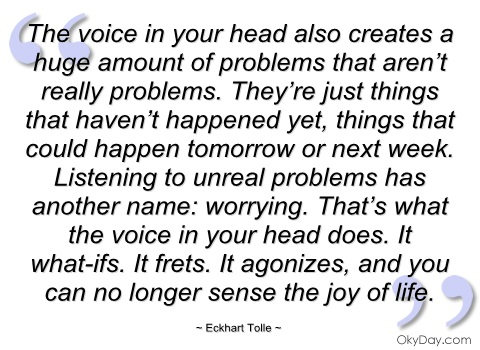 The voice in your head also creates a
huge amount of problems that aren’t
really problems. They’re just things
that haven’t happened yet, things that
could happen tomorrow or next week.
Listening to unreal problems has
another name: worrying. That’s what
the voice in your head does. It
what-ifs. It frets. It agonizes, and you
can no longer sense the joy of life.
~ Eckhart Tolle ~
OkyDay.com